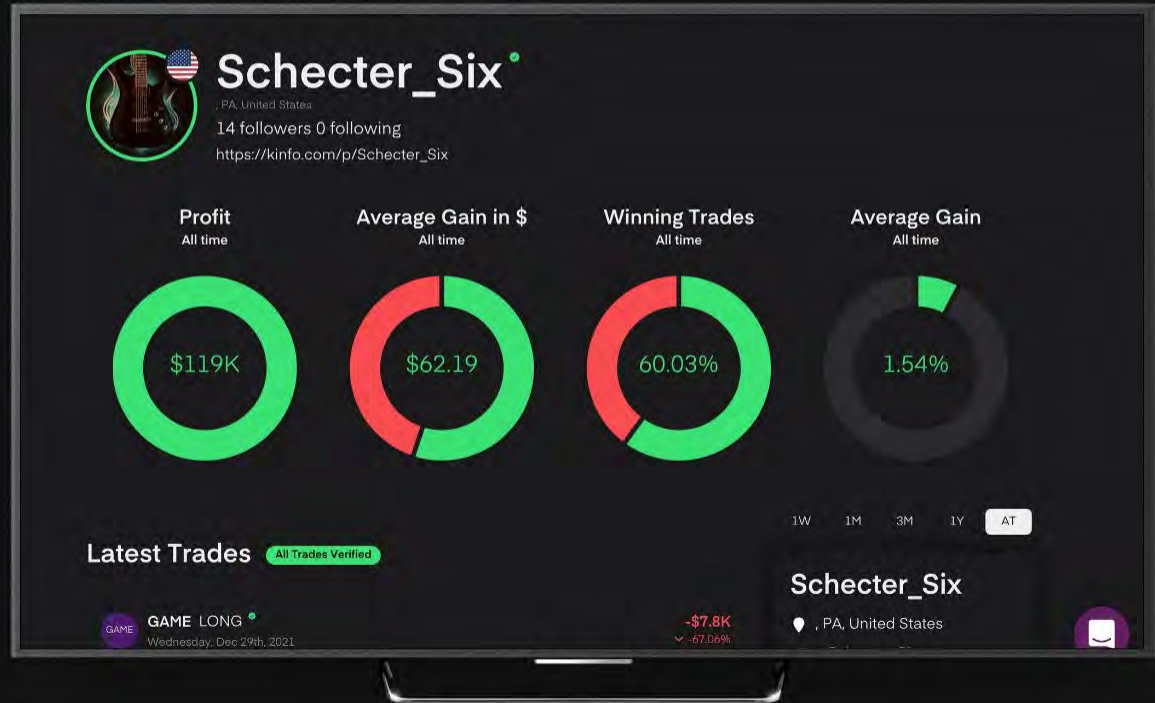 Schecter_Six
, PA, United States
14 followers 0 following
https://kinfo.com/p/Schecter_Six
Profit
All time
$119K
Average Gain in $
All time
$62.19
Winning Trades
All time
60.03%
Average Gain
All time
1.54%
1W 1M 3M 1Y AT
Latest Trades All Trades Verified
GAME
GAME LONG
Wednesday, Dec 29th, 2021
-$7.8K
-67.06%
Schecter_Six
, PA, United States